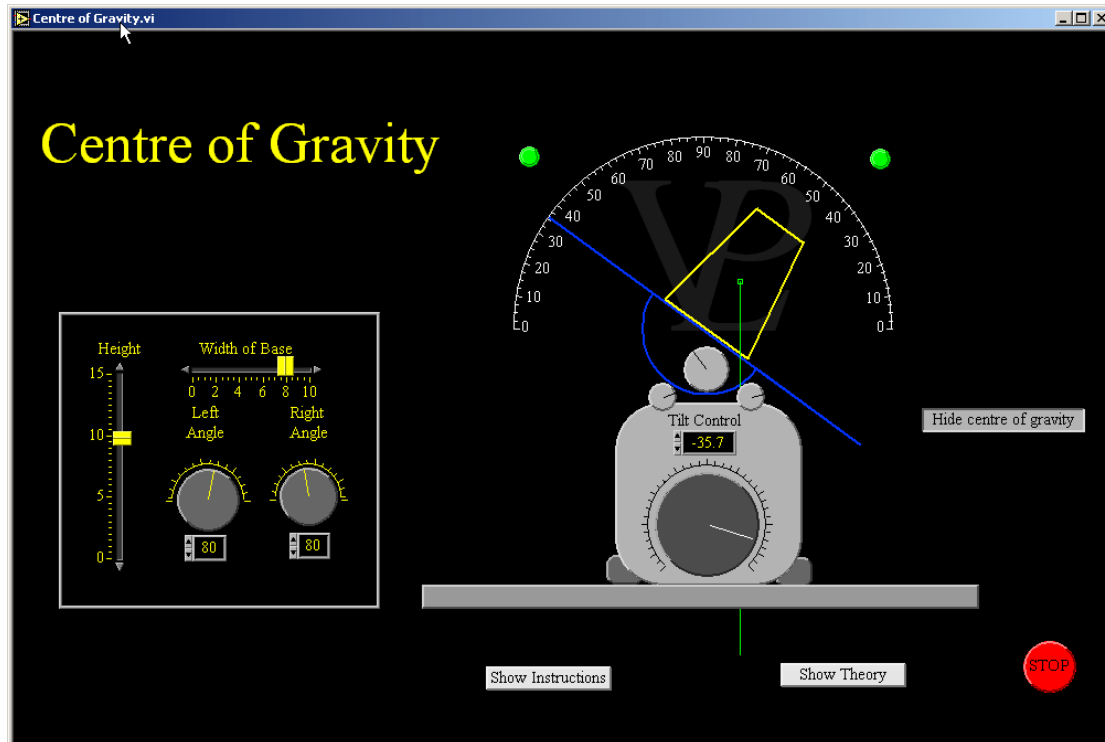 Centre of Gravity.vi
Centre of Gravity
VPL
0 10 20 30 40 50 60 70 80 90 80 70 60 50 40 30 20 10 0
Height
15
10
5
0
Width of Base
0 2 4 6 8 10
Left Right
Angle Angle
80 80
Tilt Control
-35.7
Hide centre of gravity
Show Instructions
Show Theory
STOP